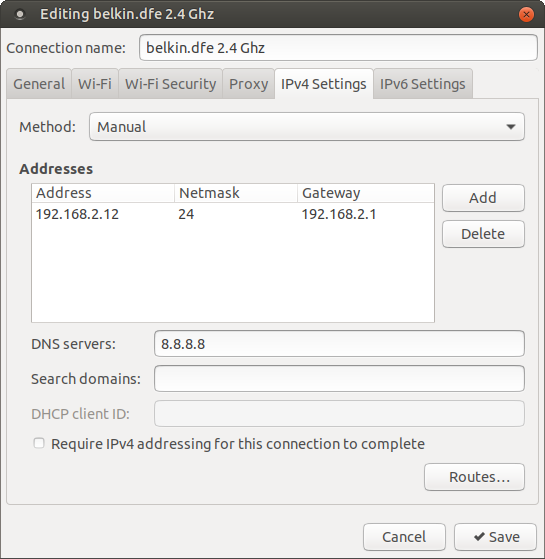 Editing belkin.dfe 2.4 Ghz
Connection name: belkin.dfe 2.4 Ghz
General Wi-Fi Wi-Fi Security Proxy IPv4 Settings IPv6 Settings
Method: Manual
Addresses
Address Netmask Gateway
192.168.2.12 24 192.168.2.1
Add
Delete
DNS servers: 8.8.8.8
Search domains:
DHCP client ID:
Require IPv4 addressing for this connection to complete
Routes...
Cancel Save